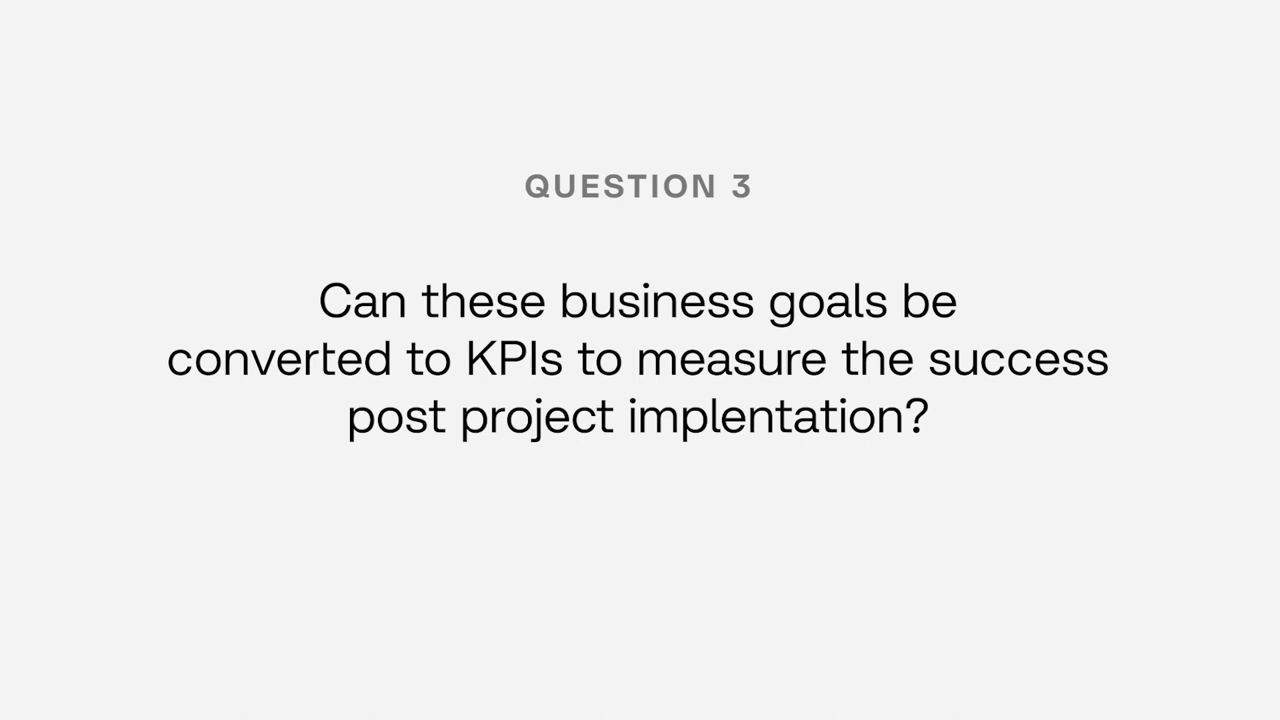 QUESTION 3
Can these business goals be
converted to KPIs to measure the success
post project implentation?